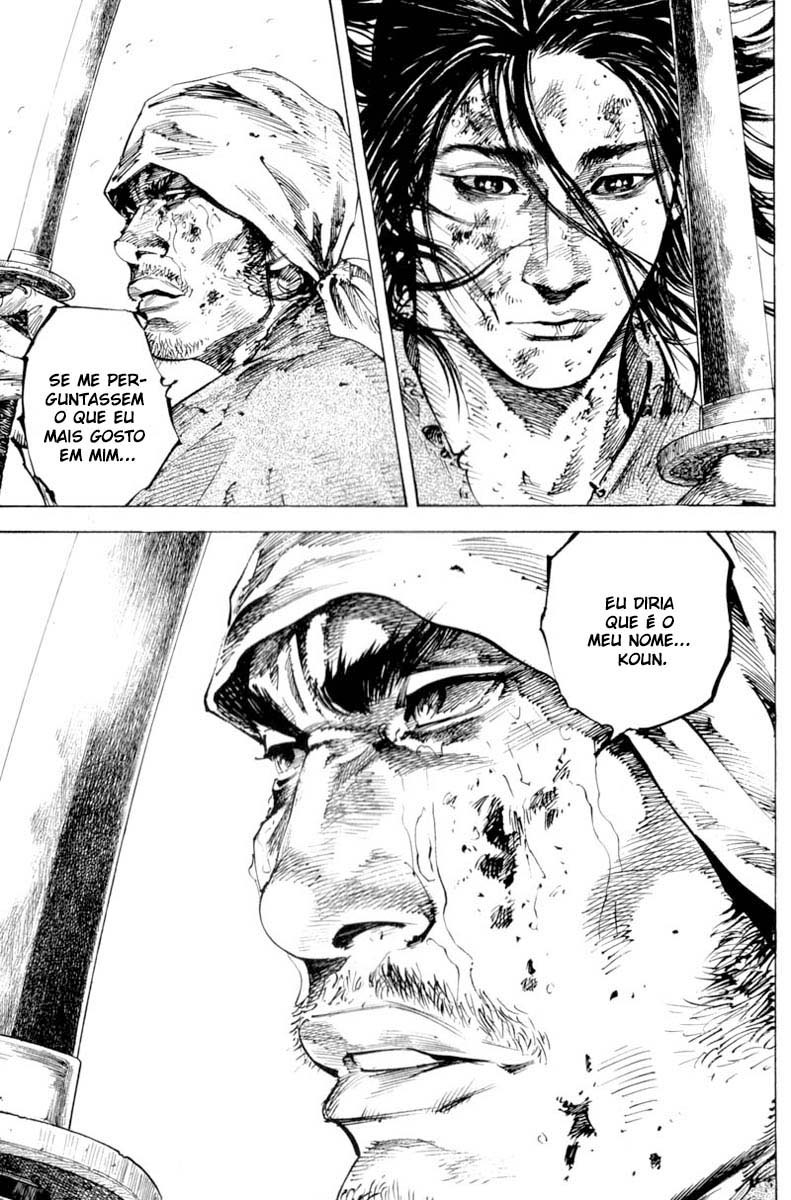 SE ME PER-
GUNTASSEM
O QUE EU
MAIS GOSTO
EM MIM...
EU DIRIA
QUE É O
MEU NOME...
KOUN.